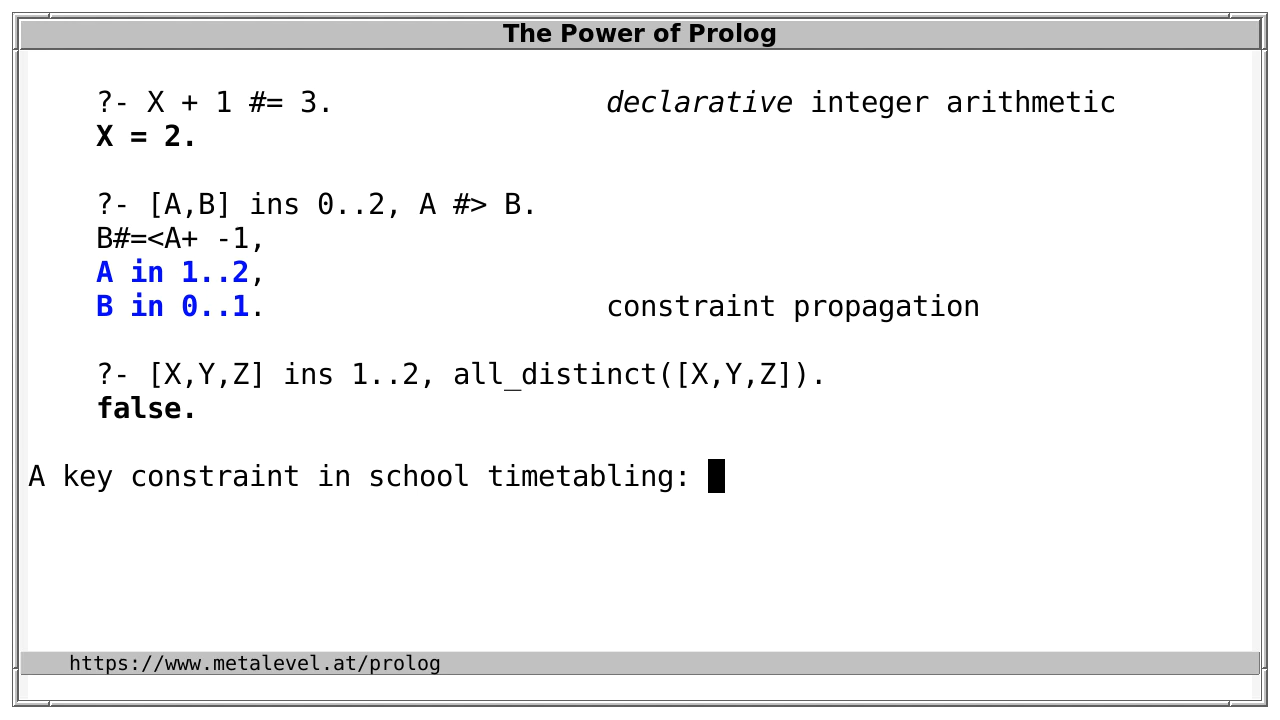 The Power of Prolog
?- X + 1 #= 3. declarative integer arithmetic
X = 2.
?- [A,B] ins 0..2, A #> B.
B#=<A+ -1,
A in 1..2,
B in 0..1. constraint propagation
?- [X,Y,Z] ins 1..2, all_distinct([X,Y,Z]).
false.
A key constraint in school timetabling:
https://www.metalevel.at/prolog